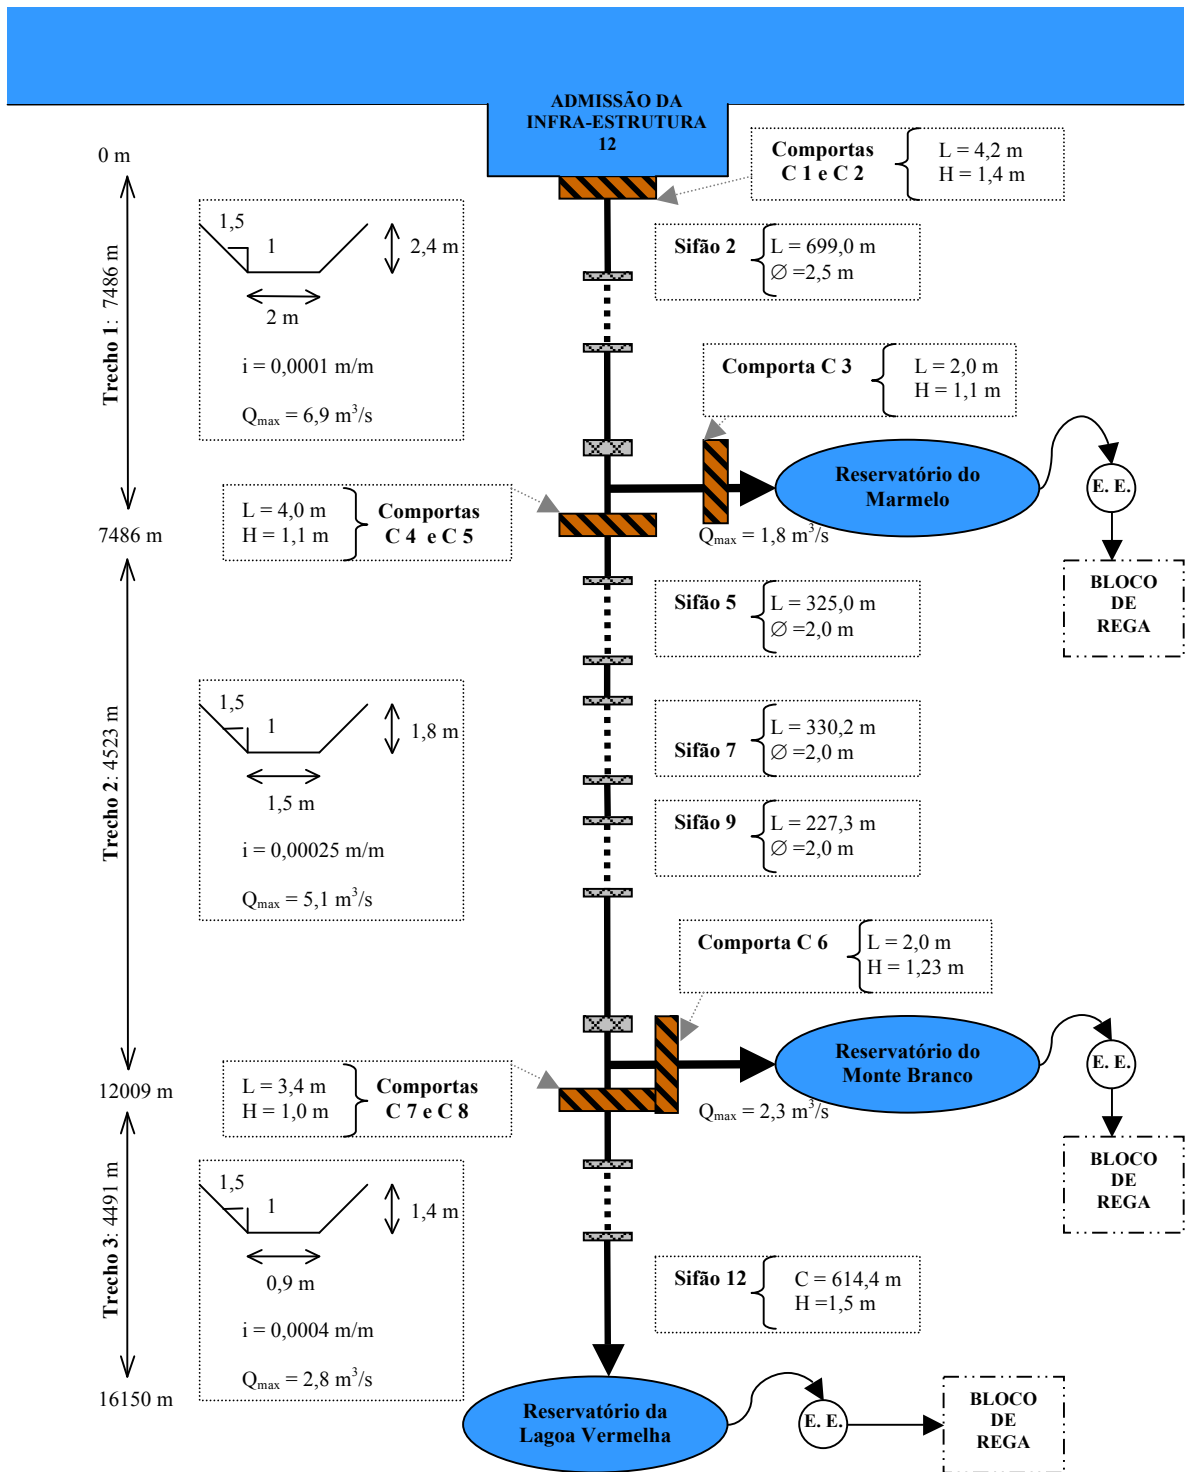 ADMISSÃO DA
INFRA-ESTRUTURA
12
0 m
Comportas
C 1 e C 2
L = 4,2 m
H = 1,4 m
Trecho 1: 7486 m
1,5
1
2,4 m
2 m
i = 0,0001 m/m
Qmax = 6,9 m³/s
Sifão 2
L = 699,0 m
∅ =2,5 m
Comporta C 3
L = 2,0 m
H = 1,1 m
Reservatório do
Marmelo
E. E.
Qmax = 1,8 m³/s
BLOCO
DE
REGA
7486 m
L = 4,0 m
H = 1,1 m
Comportas
C 4 e C 5
Sifão 5
L = 325,0 m
∅ =2,0 m
Trecho 2: 4523 m
1,5
1
1,8 m
1,5 m
i = 0,00025 m/m
Qmax = 5,1 m³/s
Sifão 7
L = 330,2 m
∅ =2,0 m
Sifão 9
L = 227,3 m
∅ =2,0 m
Comporta C 6
L = 2,0 m
H = 1,23 m
Reservatório do
Monte Branco
E. E.
Qmax = 2,3 m³/s
BLOCO
DE
REGA
12009 m
L = 3,4 m
H = 1,0 m
Comportas
C 7 e C 8
Trecho 3: 4491 m
1,5
1
1,4 m
0,9 m
i = 0,0004 m/m
Qmax = 2,8 m³/s
Sifão 12
C = 614,4 m
H =1,5 m
16150 m
Reservatório da
Lagoa Vermelha
E. E.
BLOCO
DE
REGA